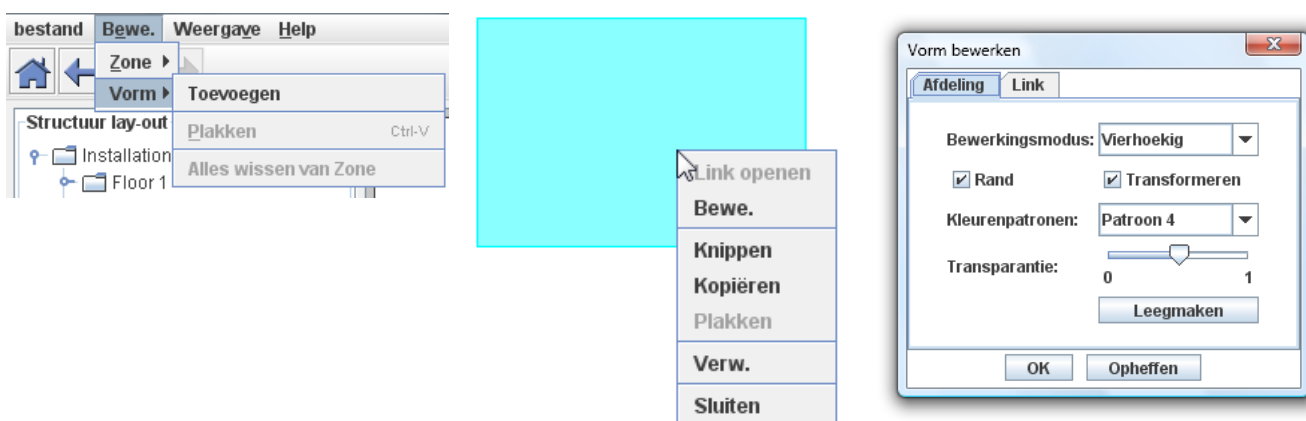 bestand Bewe. Weergave Help
Zone
Vorm
Toevoegen
Plakken Ctrl-V
Alles wissen van Zone
Structuur lay-out
Installation
Floor 1
Link openen
Bewe.
Knippen
Kopiëren
Plakken
Verw.
Sluiten
Vorm bewerken
Afdeling Link
Bewerkingsmodus: Vierhoekig
Rand Transformeren
Kleurenpatronen: Patroon 4
Transparantie:
0 1
Leegmaken
OK Opheffen